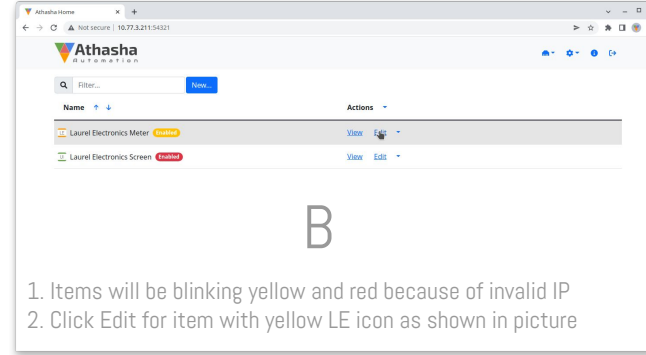 Athasha Home × +
Not secure | 10.77.3.211:54321
Athasha
Automation
Filter... New...
Name ↑ ↓ Actions
LE Laurel Electronics Meter Enabled View Edit
LE Laurel Electronics Screen Enabled View Edit
B
1. Items will be blinking yellow and red because of invalid IP
2. Click Edit for item with yellow LE icon as shown in picture